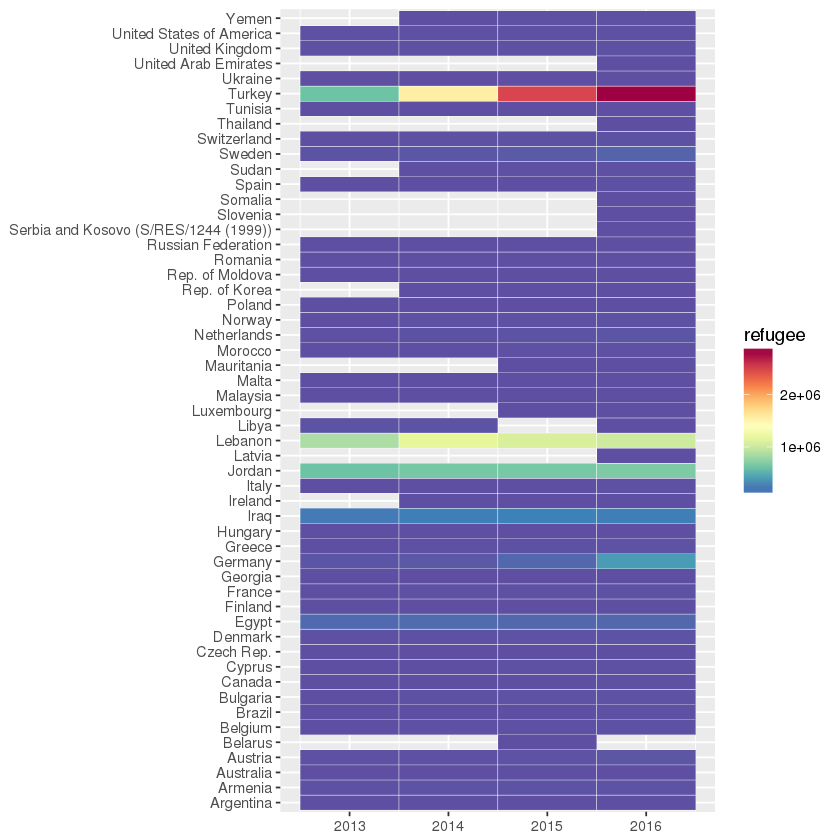 Yemen
United States of America
United Kingdom
United Arab Emirates
Ukraine
Turkey
Tunisia
Thailand
Switzerland
Sweden
Sudan
Spain
Somalia
Slovenia
Serbia and Kosovo (S/RES/1244 (1999))
Russian Federation
Romania
Rep. of Moldova
Rep. of Korea
Poland
Norway
Netherlands
Morocco
Mauritania
Malta
Malaysia
Luxembourg
Libya
Lebanon
Latvia
Jordan
Italy
Ireland
Iraq
Hungary
Greece
Germany
Georgia
France
Finland
Egypt
Denmark
Czech Rep.
Cyprus
Canada
Bulgaria
Brazil
Belgium
Belarus
Austria
Australia
Armenia
Argentina
2013 2014 2015 2016
refugee
2e+06
1e+06